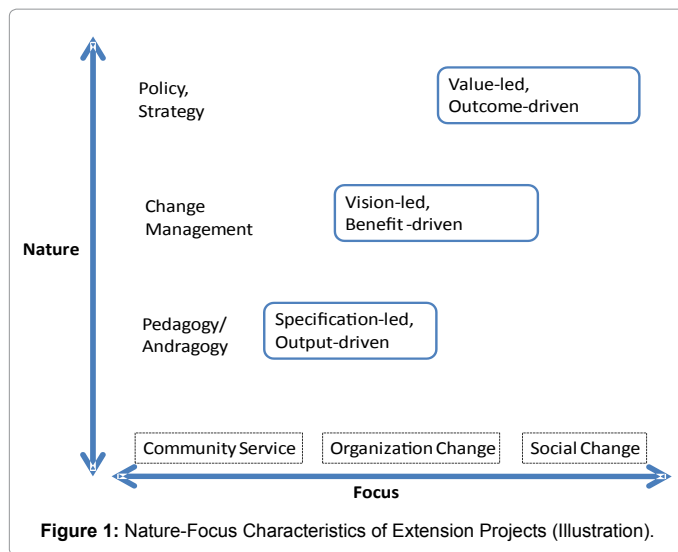 Policy,
Strategy
Value-led,
Outcome-driven
Change
Management
Vision-led,
Benefit -driven
Nature
Pedagogy/
Andragogy
Specification-led,
Output-driven
Community Service
Organization Change
Social Change
Focus
Figure 1: Nature-Focus Characteristics of Extension Projects (Illustration).